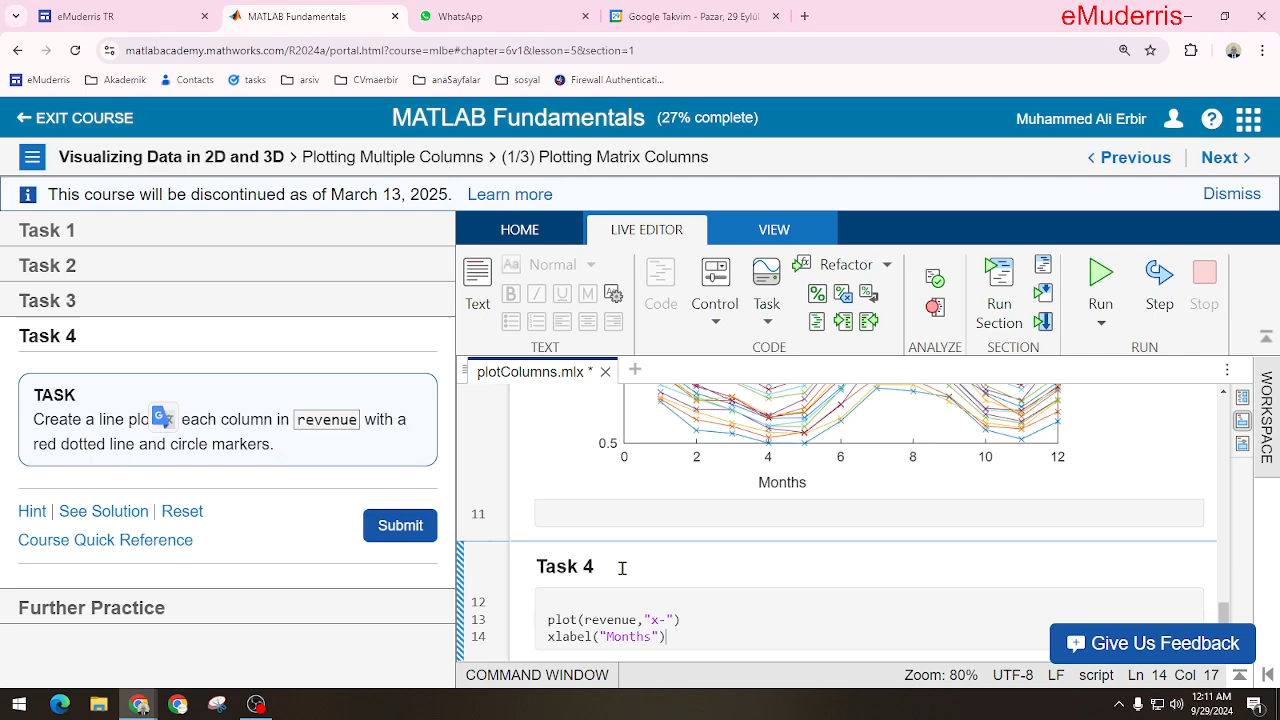 eMuderris TR
MATLAB Fundamentals
WhatsApp
Google Takvim - Pazar, 29 Eylül
eMuderris
matlabacademy.mathworks.com/R2024a/portal.html?course=mlbe#chapter=6v1&lesson=5&section=1
eMuderris
Akademik
Contacts
tasks
arsiv
CVmaerbir
anaSayfalar
sosyal
Firewall Authenticati...
EXIT COURSE
MATLAB Fundamentals (27% complete)
Muhammed Ali Erbir
Visualizing Data in 2D and 3D > Plotting Multiple Columns > (1/3) Plotting Matrix Columns
< Previous
Next >
This course will be discontinued as of March 13, 2025. Learn more
Dismiss
Task 1
Task 2
Task 3
Task 4
TASK
Create a line plo each column in revenue with a
red dotted line and circle markers.
Hint | See Solution | Reset
Submit
Course Quick Reference
Further Practice
HOME
LIVE EDITOR
VIEW
Text
Aa Normal
B I U M
TEXT
Code
Control
Task
Refactor
CODE
ANALYZE
Run
Section
SECTION
Run
Step
Stop
RUN
plotColumns.mlx *
WORKSPACE
0.5
0 2 4 6 8 10 12
Months
11
Task 4
12
13 plot(revenue,"x-")
14 xlabel("Months")
Give Us Feedback
COMMAND WINDOW
Zoom: 80% UTF-8 LF script Ln 14 Col 17
12:11 AM
9/29/2024